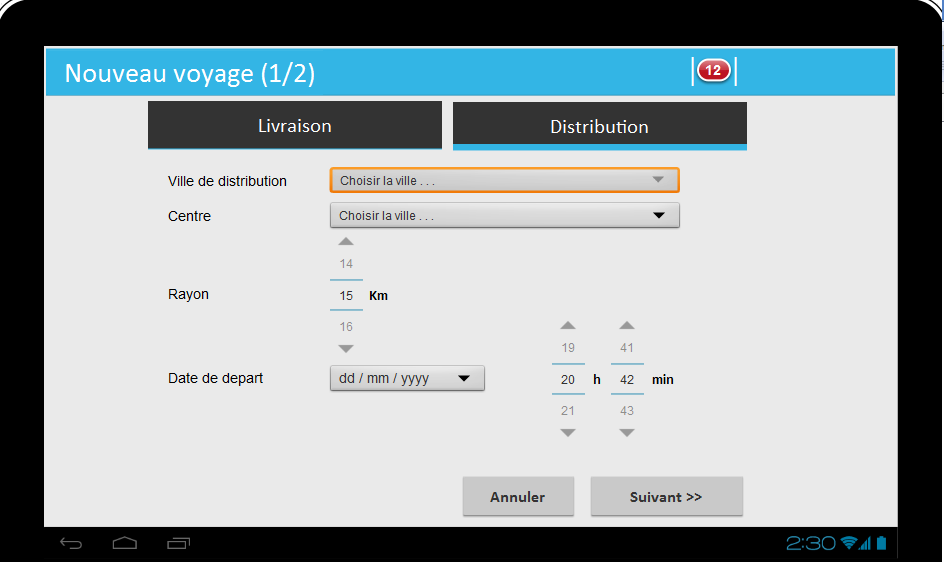 Nouveau voyage (1/2)
12
Livraison
Distribution
Ville de distribution
Choisir la ville . . .
Centre
Choisir la ville . . .
14
Rayon
15 Km
16
19 41
Date de depart
dd / mm / yyyy
20 h 42 min
21 43
Annuler
Suivant >>
2:30